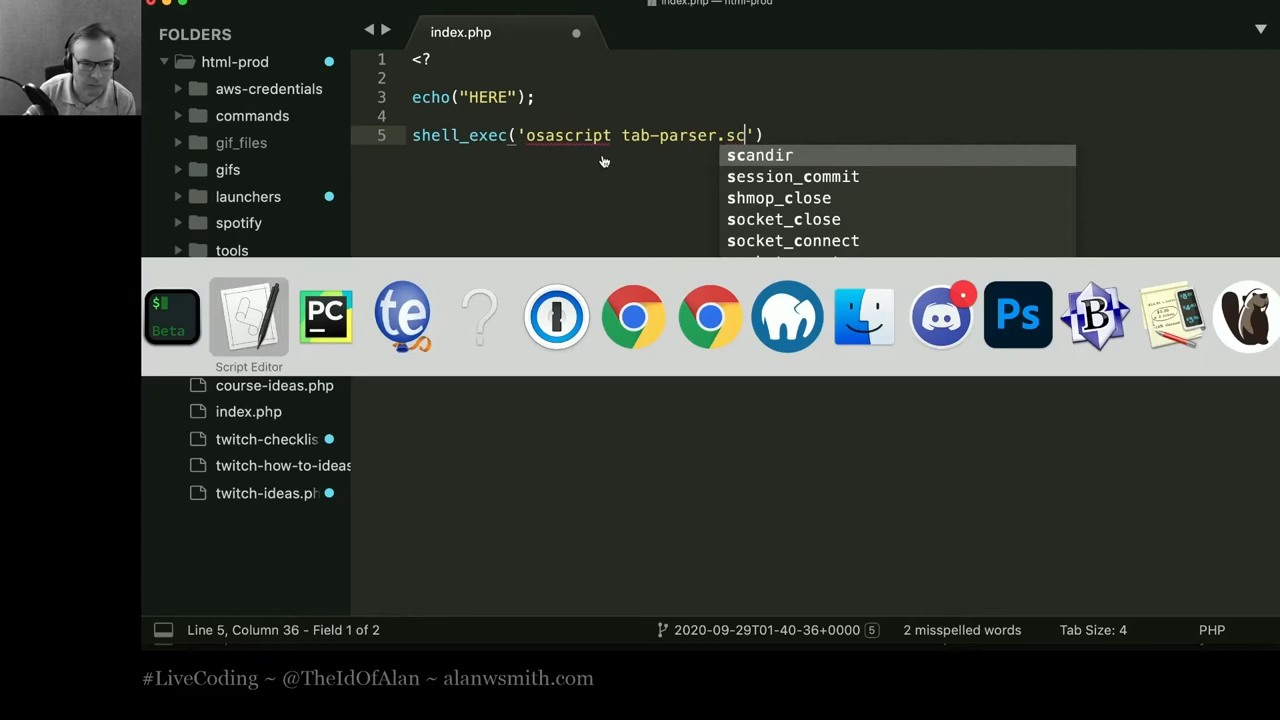 index.php — html-prod
FOLDERS
index.php
html-prod
aws-credentials
commands
gif_files
gifs
launchers
spotify
tools
1 <?
2
3 echo("HERE");
4
5 shell_exec('osascript tab-parser.sc')
scandir
session_commit
shmop_close
socket_close
socket_connect
$
Beta
PC
te
?
Ps
B
Script Editor
course-ideas.php
index.php
twitch-checklis
twitch-how-to-ideas
twitch-ideas.ph
Line 5, Column 36 - Field 1 of 2
2020-09-29T01-40-36+0000 5
2 misspelled words
Tab Size: 4
PHP
#LiveCoding ~ @TheIdOfAlan ~ alanwsmith.com